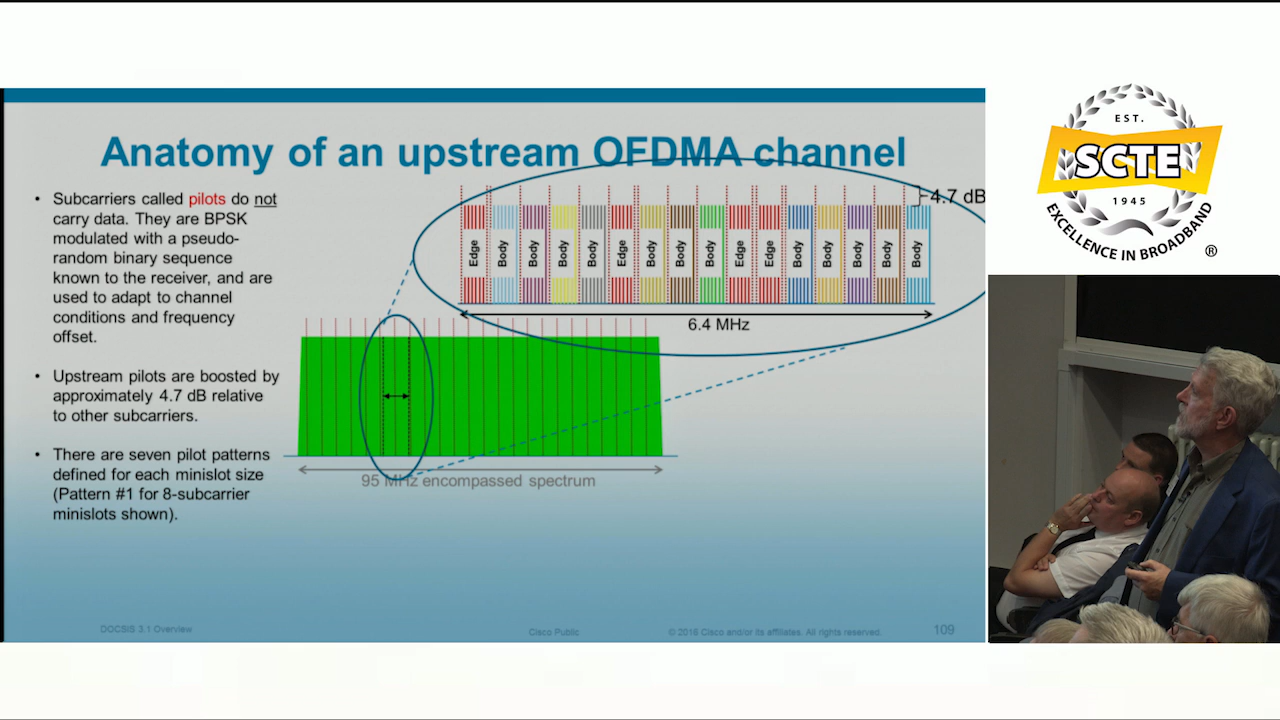 Anatomy of an upstream OFDMA channel
• Subcarriers called pilots do not
carry data. They are BPSK
modulated with a pseudo-
random binary sequence
known to the receiver, and are
used to adapt to channel
conditions and frequency
offset.
• Upstream pilots are boosted by
approximately 4.7 dB relative
to other subcarriers.
• There are seven pilot patterns
defined for each minislot size
(Pattern #1 for 8-subcarrier
minislots shown).
4.7 dB
Edge Body Body Body Body Edge Body Body Body Edge Edge Body Body Body Body Body
6.4 MHz
95 MHz encompassed spectrum
DOCSIS 3.1 Overview
Cisco Public
© 2016 Cisco and/or its affiliates. All rights reserved.
109
EST.
SCTE
1945
EXCELLENCE IN BROADBAND
®